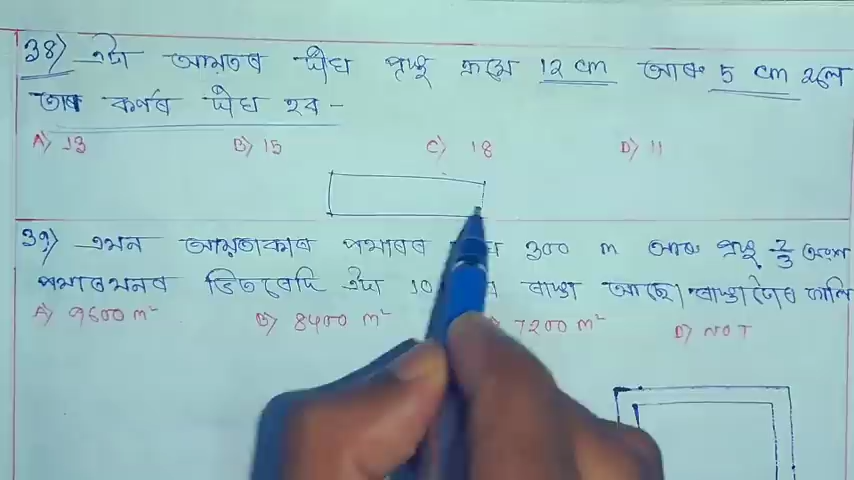 38) এটা আয়তৰ দীঘ প্ৰস্থ ক্ৰমে 12 cm আৰু 5 cm হলে
তাৰ কৰ্ণৰ দীঘ হব -
A) 13 B) 15 C) 18 D) 11
39) এখন আয়তাকাৰ পথাৰৰ 300 m আৰু প্ৰস্থ 2/3 অংশ
পথাৰখনৰ ভিতৰেদি এটা 10 ৰাস্তা আছে। ৰাস্তাটোৰ কালি
A) 9600 m² B) 8400 m² 7200 m² D) NOT